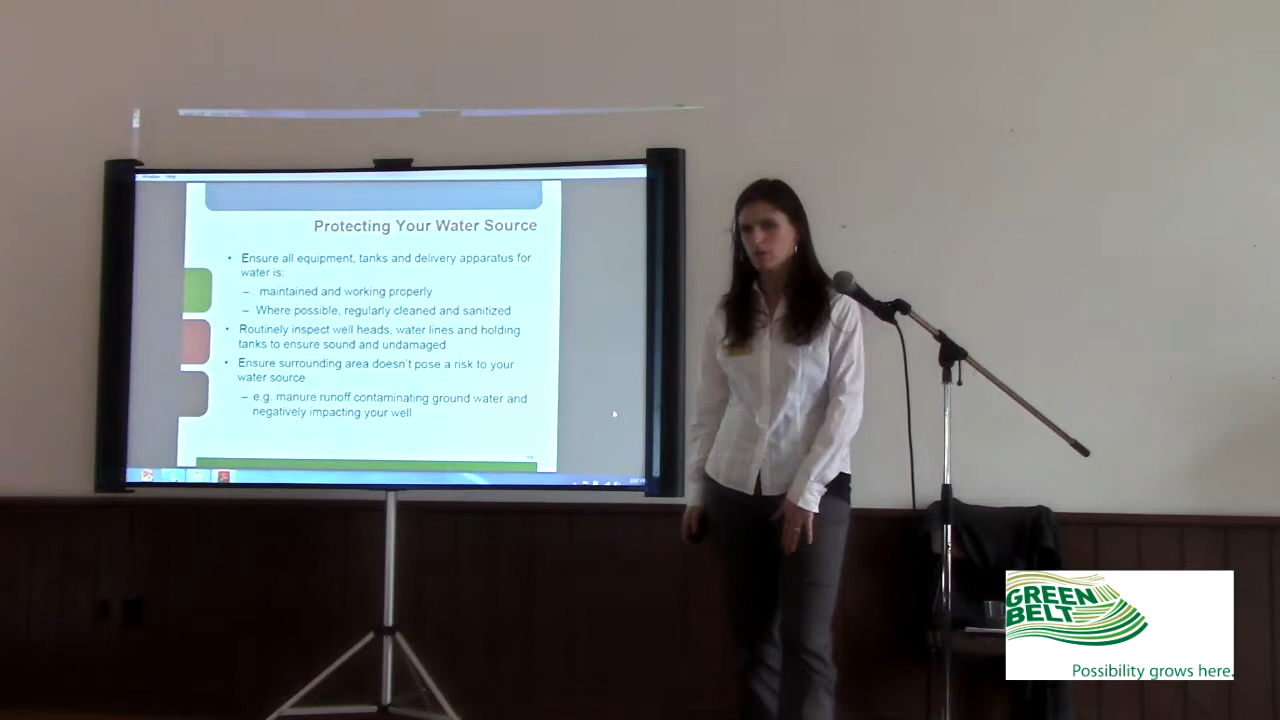 Window Help
Protecting Your Water Source
• Ensure all equipment, tanks and delivery apparatus for
water is:
– maintained and working properly
– Where possible, regularly cleaned and sanitized
• Routinely inspect well heads, water lines and holding
tanks to ensure sound and undamaged
• Ensure surrounding area doesn't pose a risk to your
water source
– e.g. manure runoff contaminating ground water and
negatively impacting your well
GREEN
BELT
Possibility grows here.